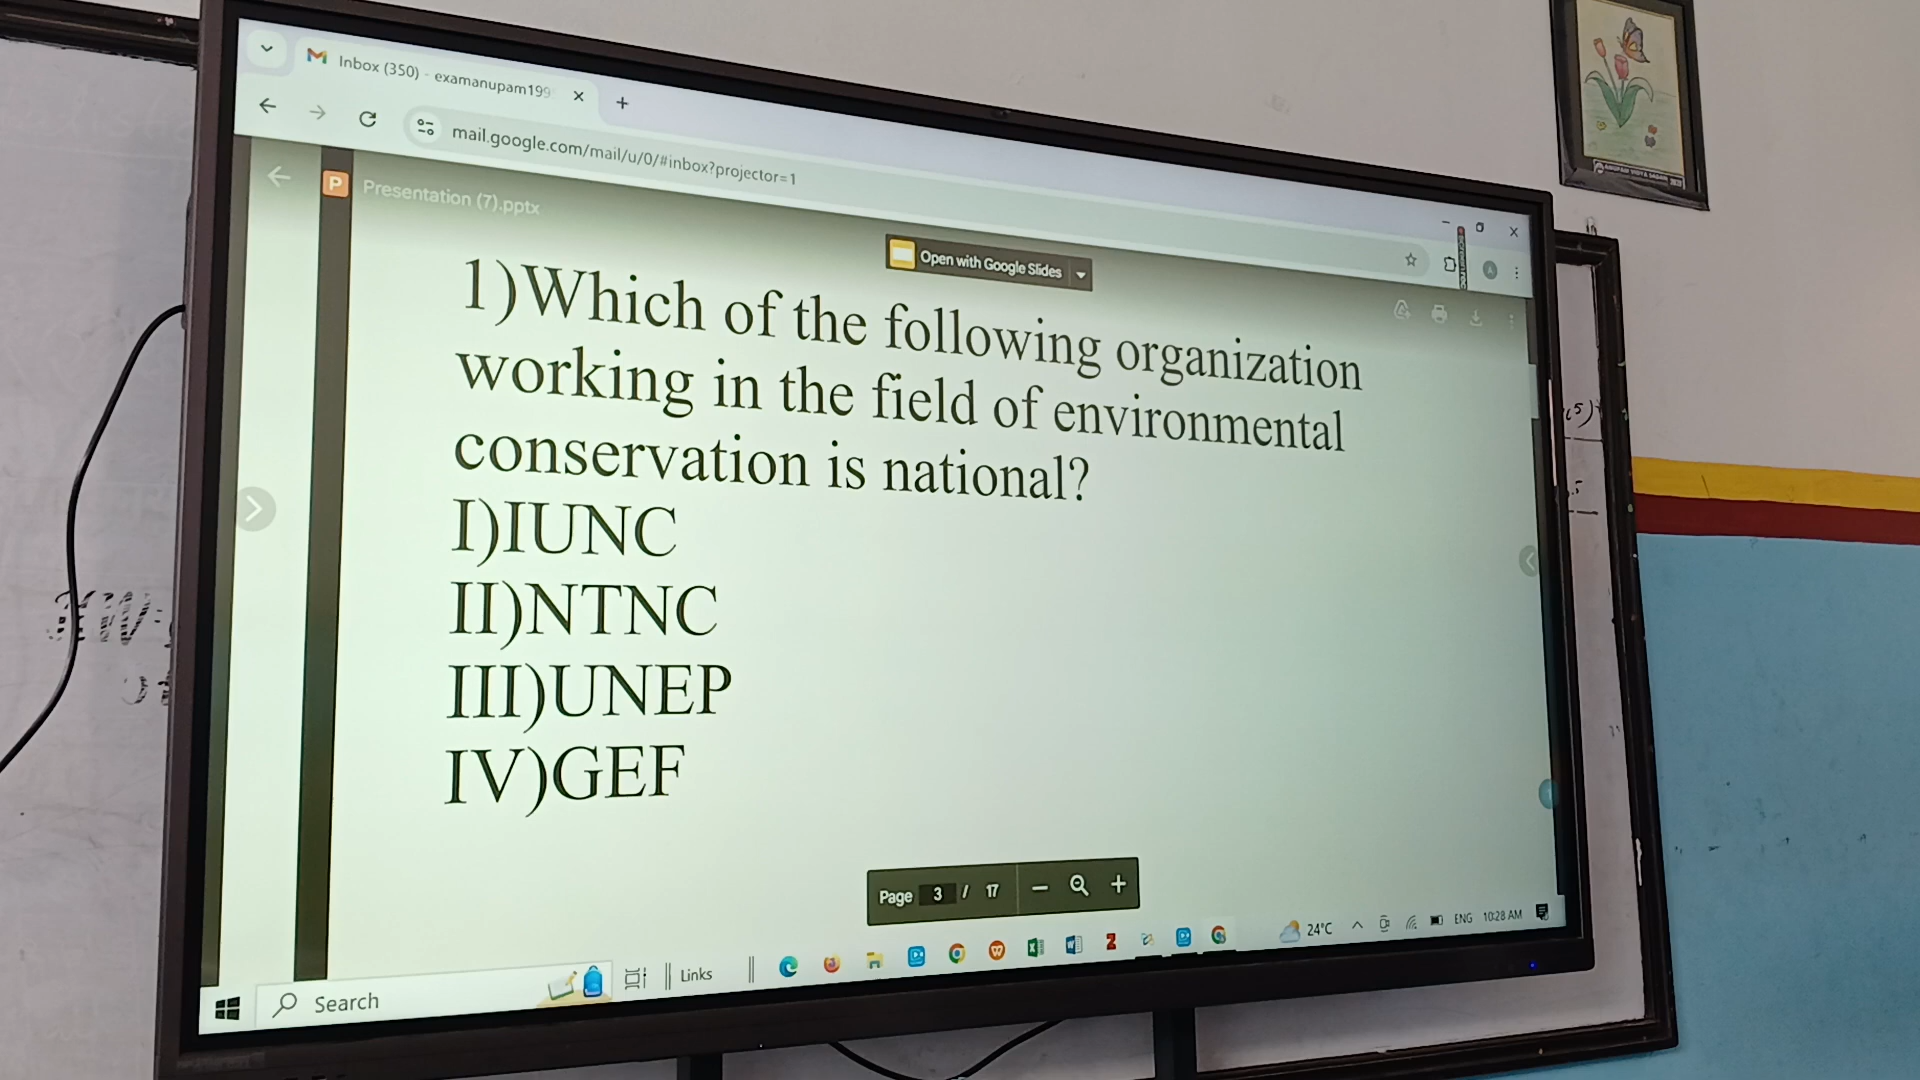 Inbox (350) - examanupam199
mail.google.com/mail/u/0/#inbox?projector=1
P Presentation (7).pptx
Open with Google Slides
1)Which of the following organization
working in the field of environmental
conservation is national?
I)IUNC
II)NTNC
III)UNEP
IV)GEF
Page 3 / 17
Search
Links
24°C
ENG 10:28 AM